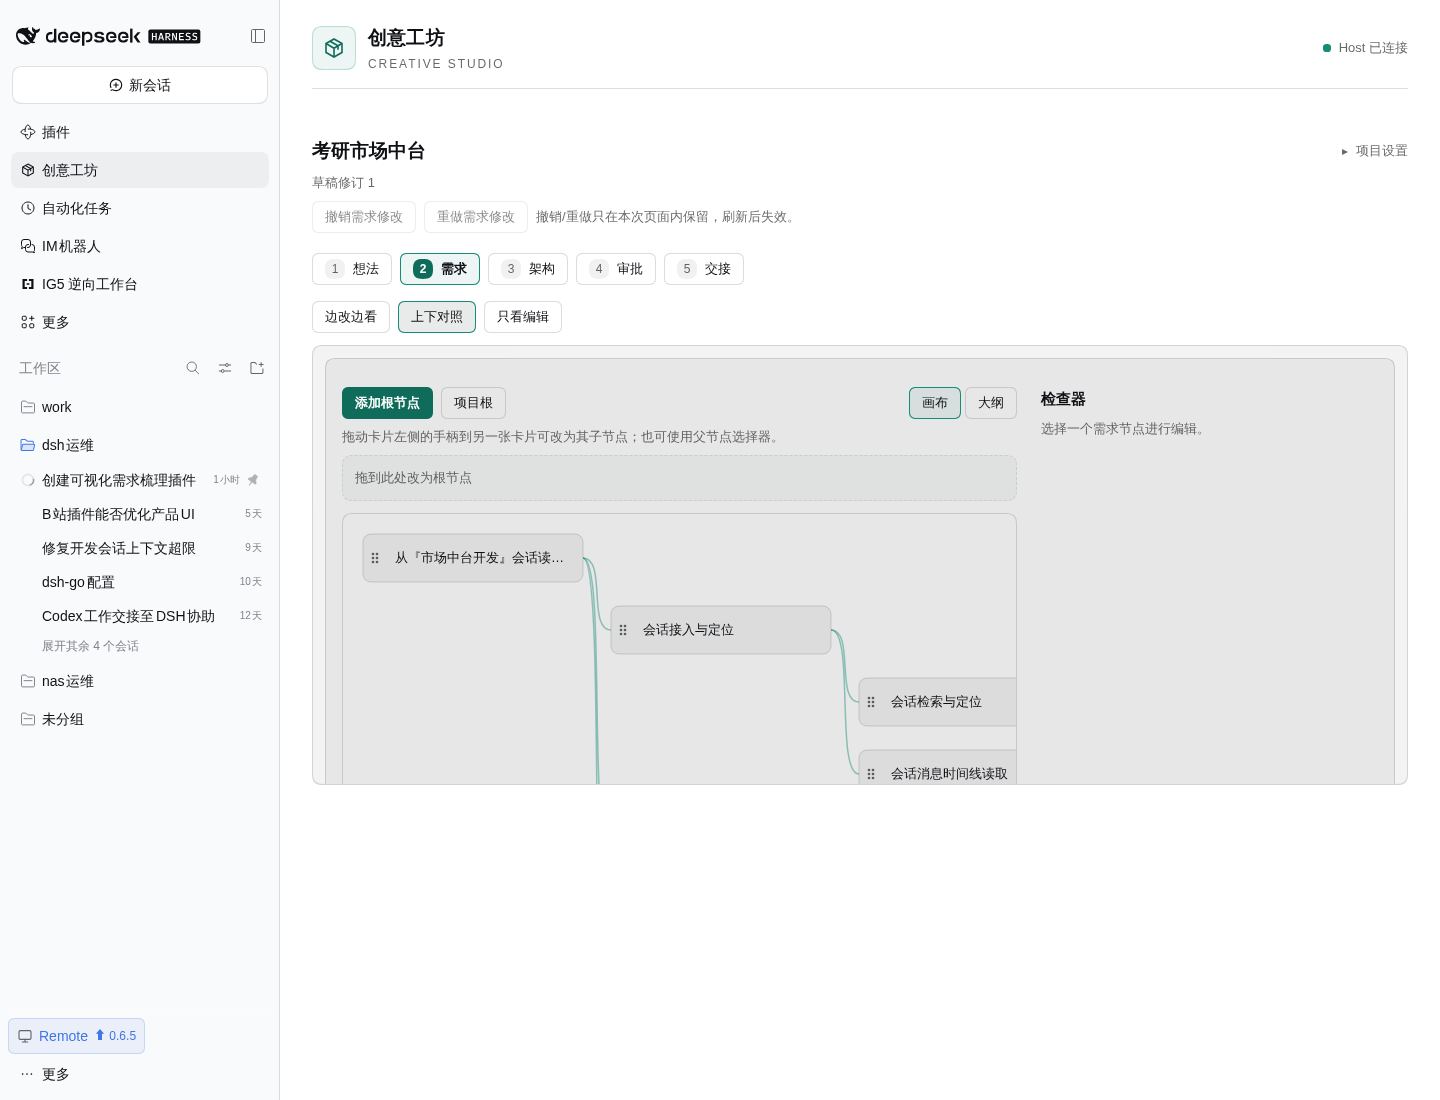 deepseek HARNESS
新会话
插件
创意工坊
自动化任务
IM机器人
IG5 逆向工作台
更多
工作区
work
dsh运维
创建可视化需求梳理插件 1小时
B站插件能否优化产品UI 5天
修复开发会话上下文超限 9天
dsh-go配置 10天
Codex工作交接至DSH协助 12天
展开其余 4 个会话
nas运维
未分组
Remote 0.6.5
更多
创意工坊
CREATIVE STUDIO
Host 已连接
考研市场中台
项目设置
草稿修订 1
撤销需求修改 重做需求修改 撤销/重做只在本次页面内保留，刷新后失效。
1 想法 2 需求 3 架构 4 审批 5 交接
边改边看 上下对照 只看编辑
添加根节点 项目根 画布 大纲
拖动卡片左侧的手柄到另一张卡片可改为其子节点；也可使用父节点选择器。
拖到此处改为根节点
从『市场中台开发』会话读…
会话接入与定位
会话检索与定位
会话消息时间线读取
检查器
选择一个需求节点进行编辑。